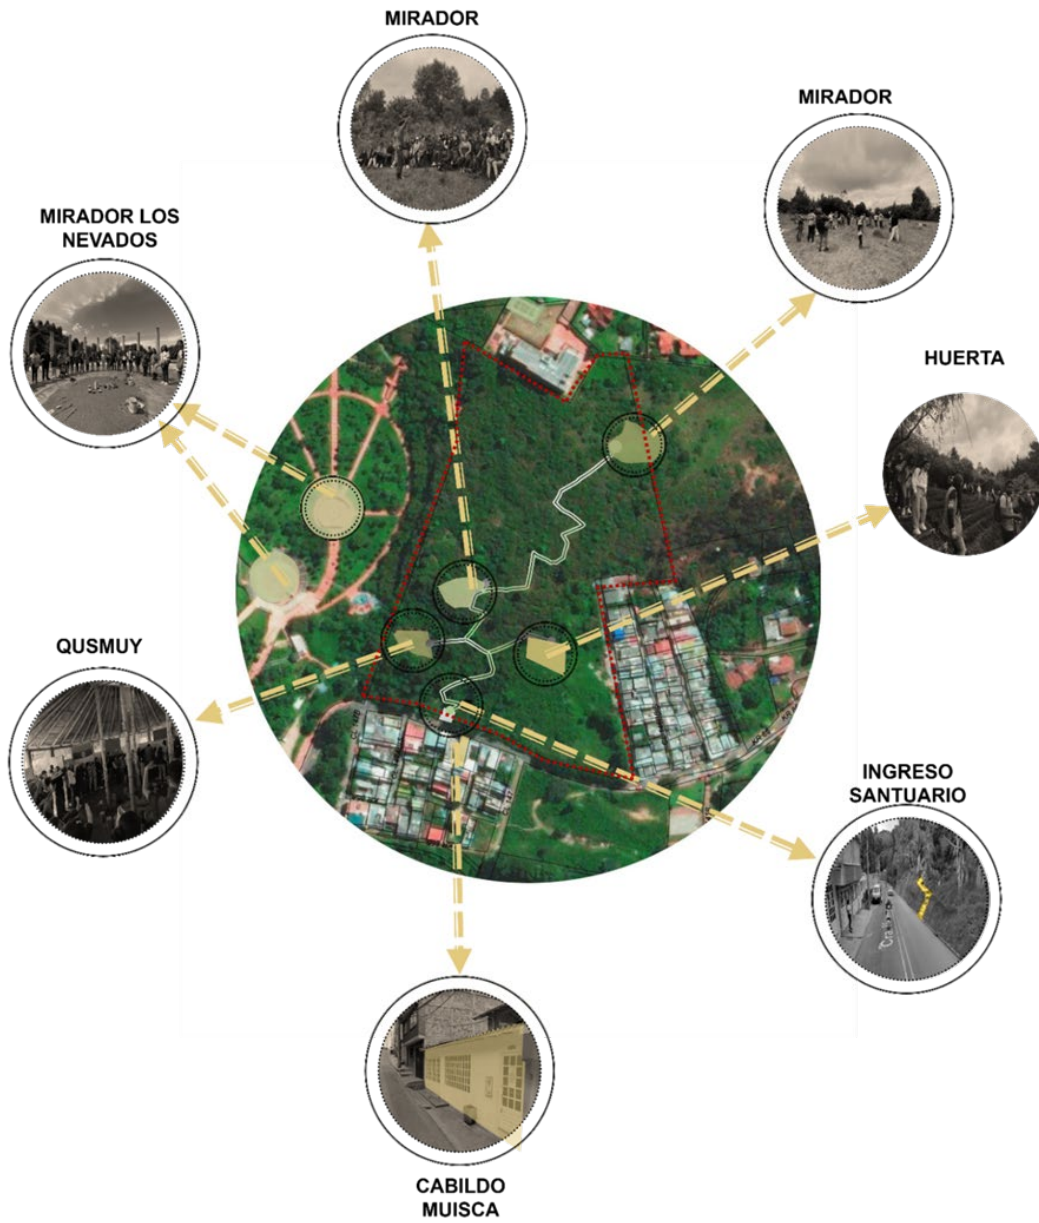 MIRADOR
MIRADOR
MIRADOR LOS
NEVADOS
HUERTA
QUSMUY
INGRESO
SANTUARIO
CABILDO
MUISCA